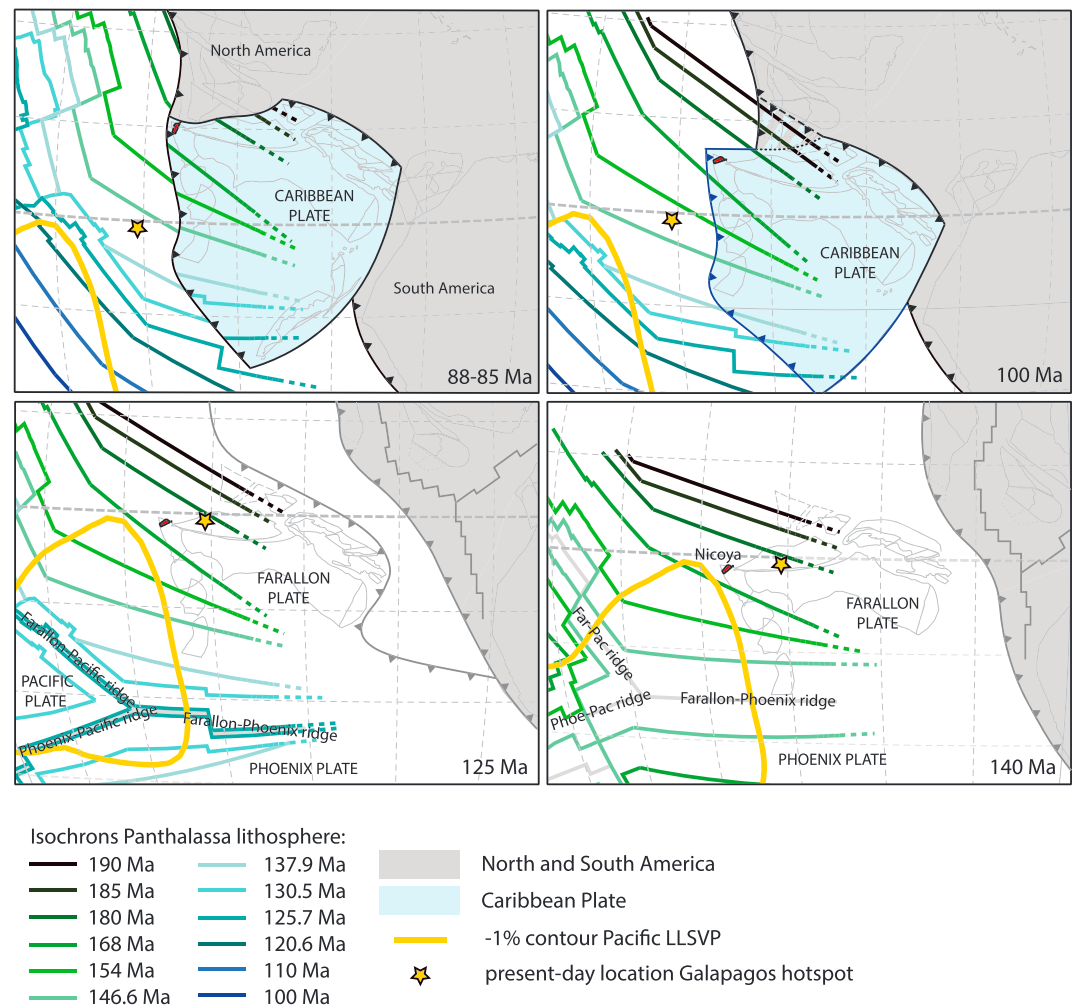 North America
CARIBBEAN
PLATE
South America
88-85 Ma
CARIBBEAN
PLATE
100 Ma
FARALLON
PLATE
Farallon-Pacific ridge
PACIFIC
PLATE
Phoenix-Pacific ridge
Farallon-Phoenix ridge
PHOENIX PLATE
125 Ma
Nicoya
FARALLON
PLATE
Far-Pac ridge
Phoe-Pac ridge
Farallon-Phoenix ridge
PHOENIX PLATE
140 Ma
Isochrons Panthalassa lithosphere:
190 Ma
185 Ma
180 Ma
168 Ma
154 Ma
146.6 Ma
137.9 Ma
130.5 Ma
125.7 Ma
120.6 Ma
110 Ma
100 Ma
North and South America
Caribbean Plate
-1% contour Pacific LLSVP
present-day location Galapagos hotspot